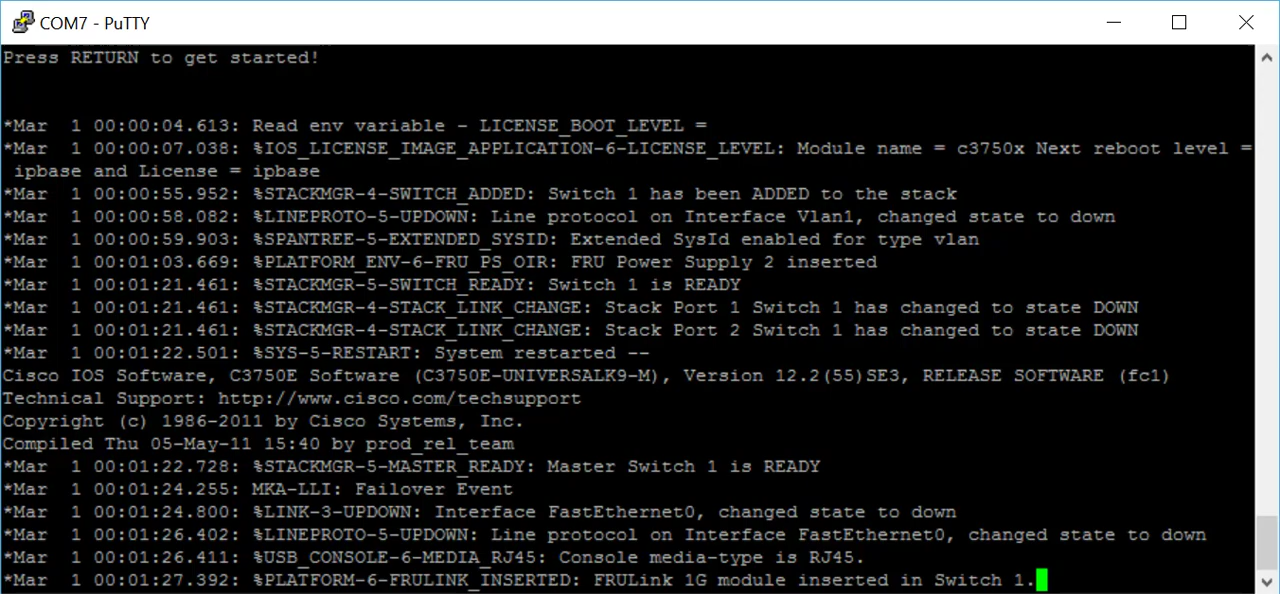 COM7 - PuTTY
Press RETURN to get started!
*Mar  1 00:00:04.613: Read env variable - LICENSE_BOOT_LEVEL =
*Mar  1 00:00:07.038: %IOS_LICENSE_IMAGE_APPLICATION-6-LICENSE_LEVEL: Module name = c3750x Next reboot level =
 ipbase and License = ipbase
*Mar  1 00:00:55.952: %STACKMGR-4-SWITCH_ADDED: Switch 1 has been ADDED to the stack
*Mar  1 00:00:58.082: %LINEPROTO-5-UPDOWN: Line protocol on Interface Vlan1, changed state to down
*Mar  1 00:00:59.903: %SPANTREE-5-EXTENDED_SYSID: Extended SysId enabled for type vlan
*Mar  1 00:01:03.669: %PLATFORM_ENV-6-FRU_PS_OIR: FRU Power Supply 2 inserted
*Mar  1 00:01:21.461: %STACKMGR-5-SWITCH_READY: Switch 1 is READY
*Mar  1 00:01:21.461: %STACKMGR-4-STACK_LINK_CHANGE: Stack Port 1 Switch 1 has changed to state DOWN
*Mar  1 00:01:21.461: %STACKMGR-4-STACK_LINK_CHANGE: Stack Port 2 Switch 1 has changed to state DOWN
*Mar  1 00:01:22.501: %SYS-5-RESTART: System restarted --
Cisco IOS Software, C3750E Software (C3750E-UNIVERSALK9-M), Version 12.2(55)SE3, RELEASE SOFTWARE (fc1)
Technical Support: http://www.cisco.com/techsupport
Copyright (c) 1986-2011 by Cisco Systems, Inc.
Compiled Thu 05-May-11 15:40 by prod_rel_team
*Mar  1 00:01:22.728: %STACKMGR-5-MASTER_READY: Master Switch 1 is READY
*Mar  1 00:01:24.255: MKA-LLI: Failover Event
*Mar  1 00:01:24.800: %LINK-3-UPDOWN: Interface FastEthernet0, changed state to down
*Mar  1 00:01:26.402: %LINEPROTO-5-UPDOWN: Line protocol on Interface FastEthernet0, changed state to down
*Mar  1 00:01:26.411: %USB_CONSOLE-6-MEDIA_RJ45: Console media-type is RJ45.
*Mar  1 00:01:27.392: %PLATFORM-6-FRULINK_INSERTED: FRULink 1G module inserted in Switch 1.